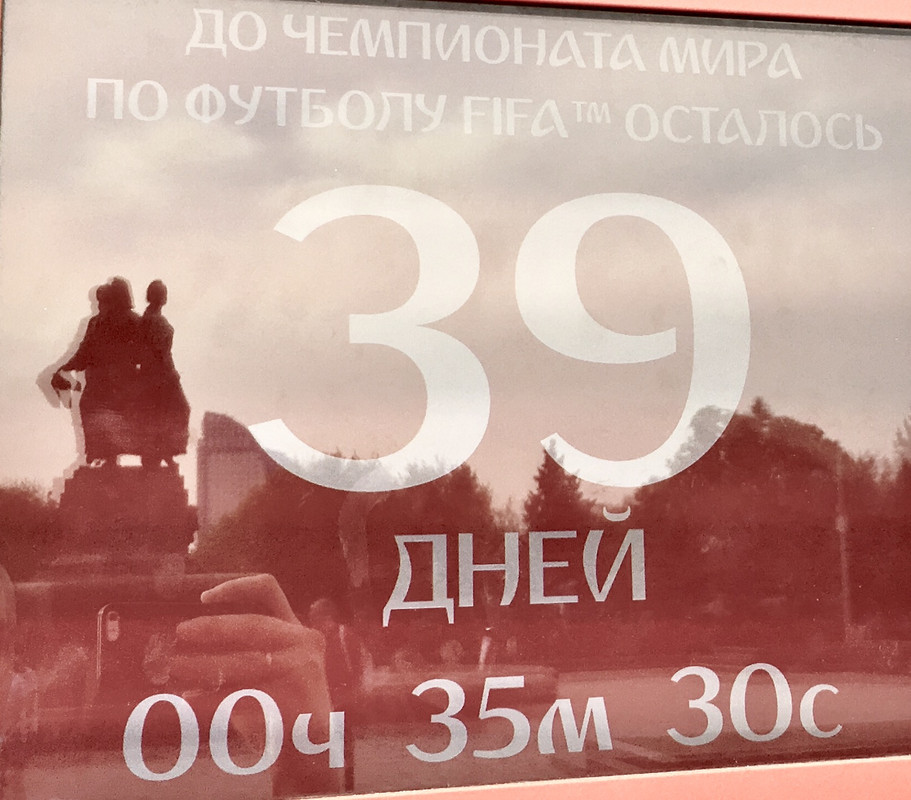 ДО ЧЕМПИОНАТА МИРА
ПО ФУТБОЛУ FIFA™ ОСТАЛОСЬ
39
ДНЕЙ
00ч 35м 30с